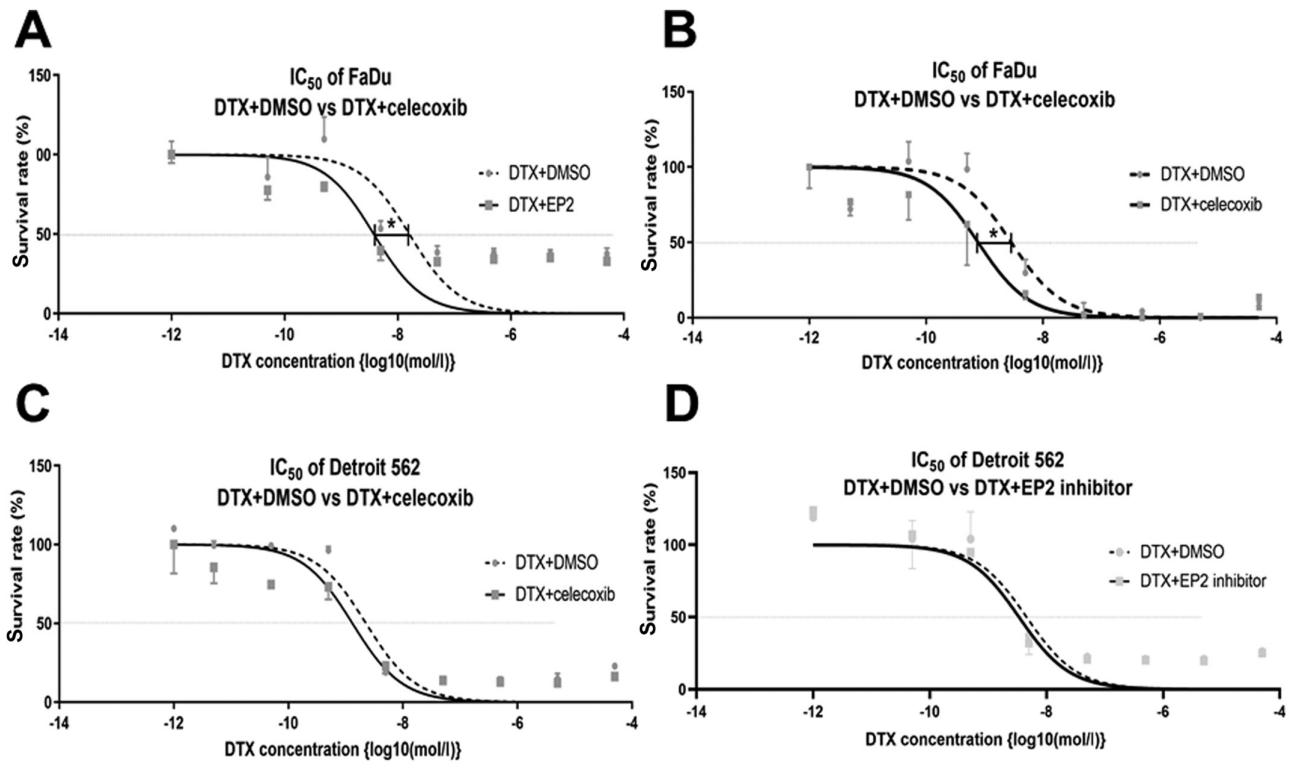 A
IC50 of FaDu
DTX+DMSO vs DTX+celecoxib
Survival rate (%)
150
00
50
0
DTX+DMSO
DTX+EP2
*
-14 -12 -10 -8 -6 -4
DTX concentration {log10(mol/l)}
B
IC50 of FaDu
DTX+DMSO vs DTX+celecoxib
Survival rate (%)
150
100
50
0
DTX+DMSO
DTX+celecoxib
*
-14 -12 -10 -8 -6 -4
DTX concentration {log10(mol/l)}
C
IC50 of Detroit 562
DTX+DMSO vs DTX+celecoxib
Survival rate (%)
150
100
50
0
DTX+DMSO
DTX+celecoxib
-14 -12 -10 -8 -6 -4
DTX concentration {log10(mol/l)}
D
IC50 of Detroit 562
DTX+DMSO vs DTX+EP2 inhibitor
Survival rate (%)
150
100
50
0
DTX+DMSO
DTX+EP2 inhibitor
-14 -12 -10 -8 -6 -4
DTX concentration {log10(mol/l)}